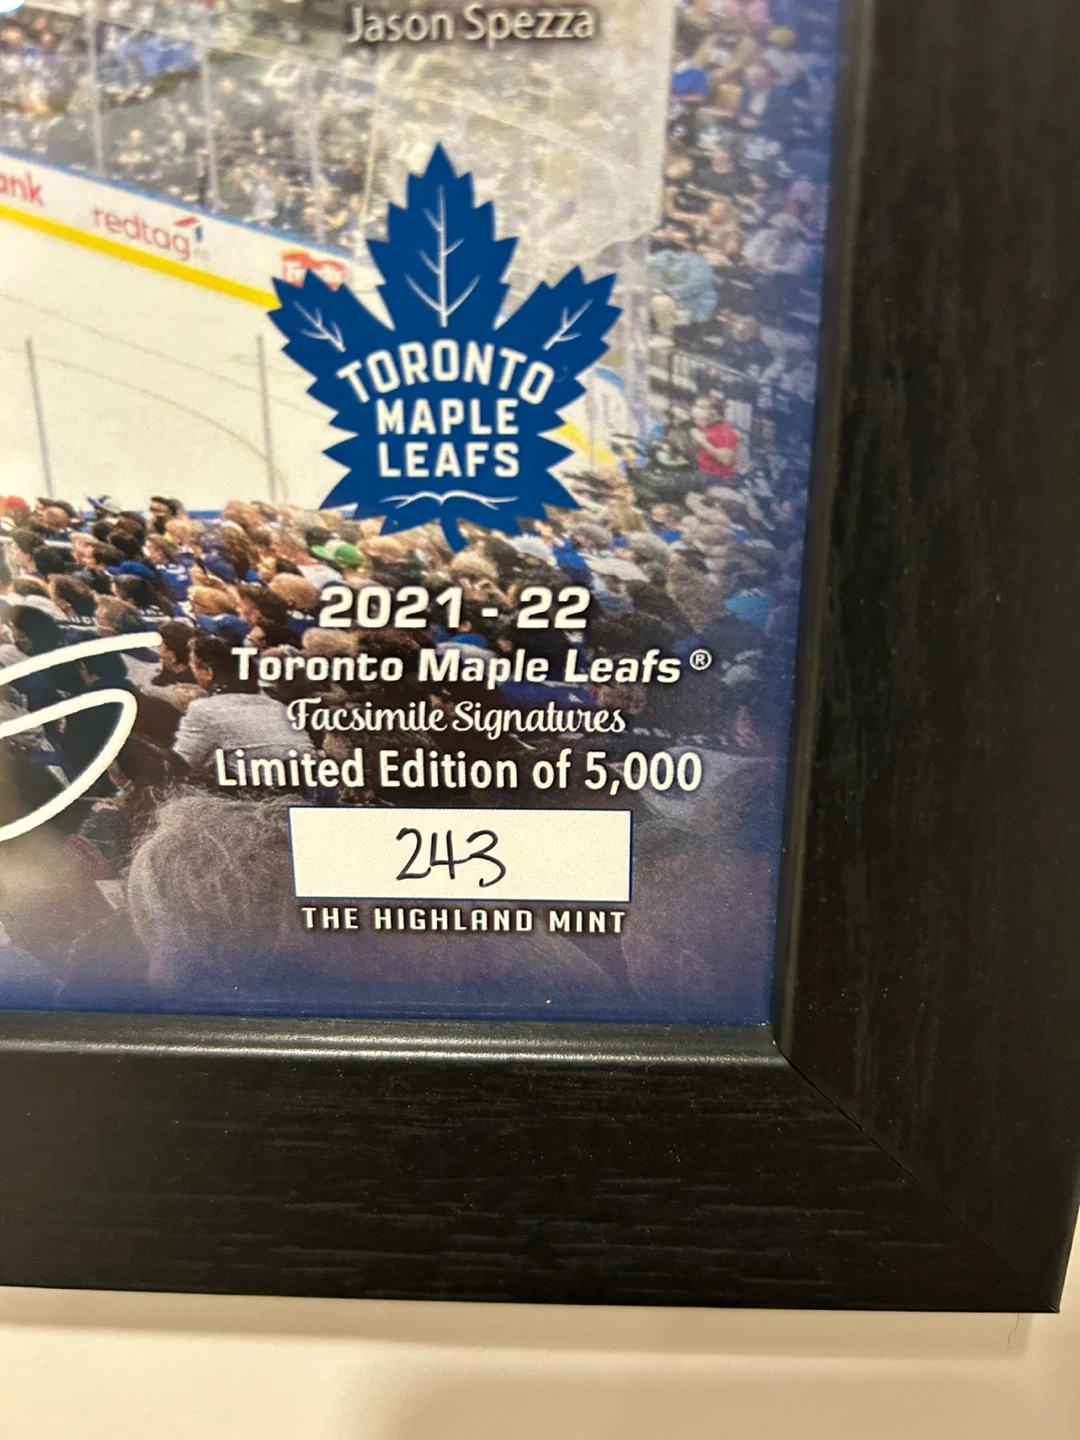 Jason Spezza
ank
redtag
TORONTO
MAPLE
LEAFS
2021 - 22
Toronto Maple Leafs®
Facsimile Signatures
Limited Edition of 5,000
243
THE HIGHLAND MINT